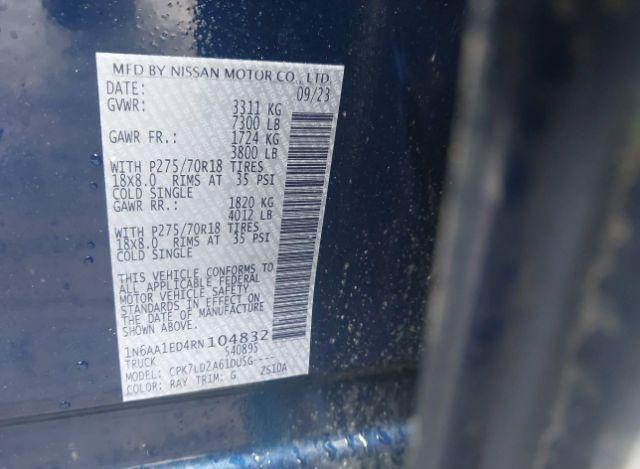 MFD BY NISSAN MOTOR CO., LTD.
DATE: 09/23
GVWR: 3311 KG
7300 LB
GAWR FR.: 1724 KG
3800 LB
WITH P275/70R18 TIRES
18X8.0 RIMS AT 35 PSI
COLD SINGLE
GAWR RR.: 1820 KG
4012 LB
WITH P275/70R18 TIRES
18X8.0 RIMS AT 35 PSI
COLD SINGLE
THIS VEHICLE CONFORMS TO
ALL APPLICABLE FEDERAL
MOTOR VEHICLE SAFETY
STANDARDS IN EFFECT ON
THE DATE OF MANUFACTURE
SHOWN ABOVE.
1N6AA1ED4RN104832
TRUCK 540895
MODEL: CPK7LDZA61DUSG----
COLOR: RAY TRIM: G ZS10A